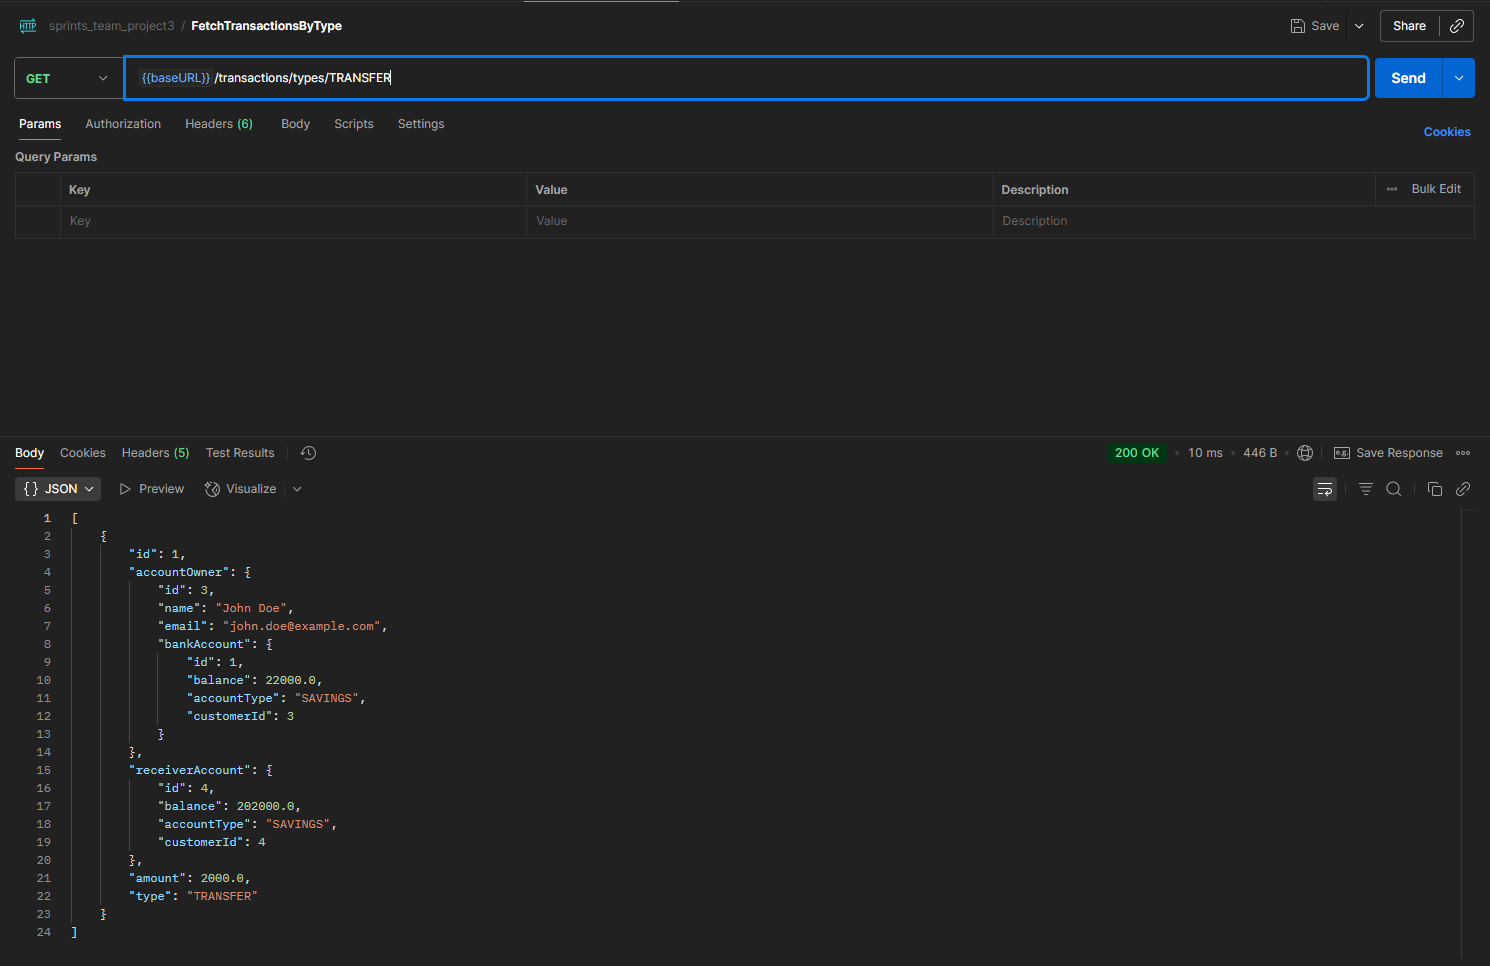 HTTP sprints_team_project3 / FetchTransactionsByType Save Share
GET {{baseURL}} /transactions/types/TRANSFER Send
Params Authorization Headers (6) Body Scripts Settings Cookies
Query Params
Key Value Description ••• Bulk Edit
Key Value Description
Body Cookies Headers (5) Test Results 200 OK • 10 ms • 446 B e.g. Save Response
{} JSON Preview Visualize
1 [
2 {
3 "id": 1,
4 "accountOwner": {
5 "id": 3,
6 "name": "John Doe",
7 "email": "john.doe@example.com",
8 "bankAccount": {
9 "id": 1,
10 "balance": 22000.0,
11 "accountType": "SAVINGS",
12 "customerId": 3
13 }
14 },
15 "receiverAccount": {
16 "id": 4,
17 "balance": 202000.0,
18 "accountType": "SAVINGS",
19 "customerId": 4
20 },
21 "amount": 2000.0,
22 "type": "TRANSFER"
23 }
24 ]